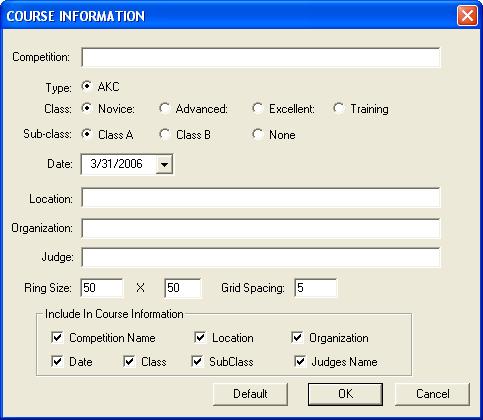 COURSE INFORMATION
Competition:
Type: AKC
Class: Novice: Advanced: Excellent: Training
Sub-class: Class A Class B None
Date: 3/31/2006
Location:
Organization:
Judge:
Ring Size: 50 X 50 Grid Spacing: 5
Include In Course Information
Competition Name Location Organization
Date Class SubClass Judges Name
Default OK Cancel